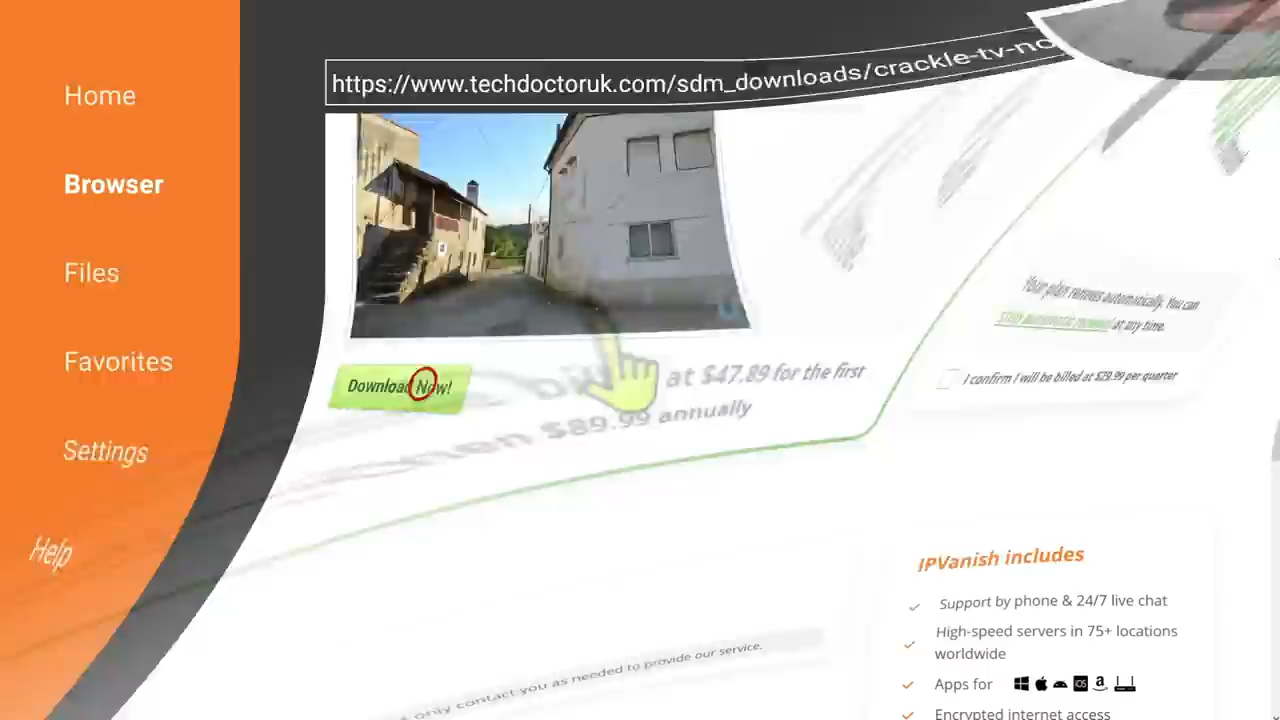 Home
Browser
Files
Favorites
Settings
Help
https://www.techdoctoruk.com/sdm_downloads/crackle-tv-no
Download Now!
at $47.89 for the first
$89.99 annually
Your plan renews automatically. You can
at any time.
I confirm I will be billed at $29.99 per quarter
only contact you as needed to provide our service.
IPVanish includes
Support by phone & 24/7 live chat
High-speed servers in 75+ locations
worldwide
Apps for
iOS
Encrypted internet access